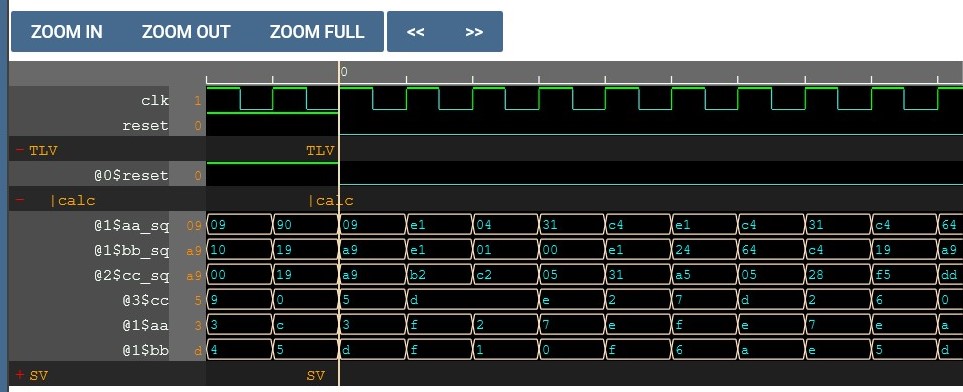 ZOOM IN ZOOM OUT ZOOM FULL << >>
0
clk 1
reset 0
- TLV TLV
@0$reset 0
- |calc |calc
@1$aa_sq 09 09 90 09 e1 04 31 c4 e1 c4 31 c4 64
@1$bb_sq a9 10 19 a9 e1 01 00 e1 24 64 c4 19 a9
@2$cc_sq a9 00 19 a9 b2 c2 05 31 a5 05 28 f5 dd
@3$cc 5 9 0 5 d e 2 7 d 2 6 0
@1$aa 3 3 c 3 f 2 7 e f e 7 e a
@1$bb d 4 5 d f 1 0 f 6 a e 5 d
+ SV SV